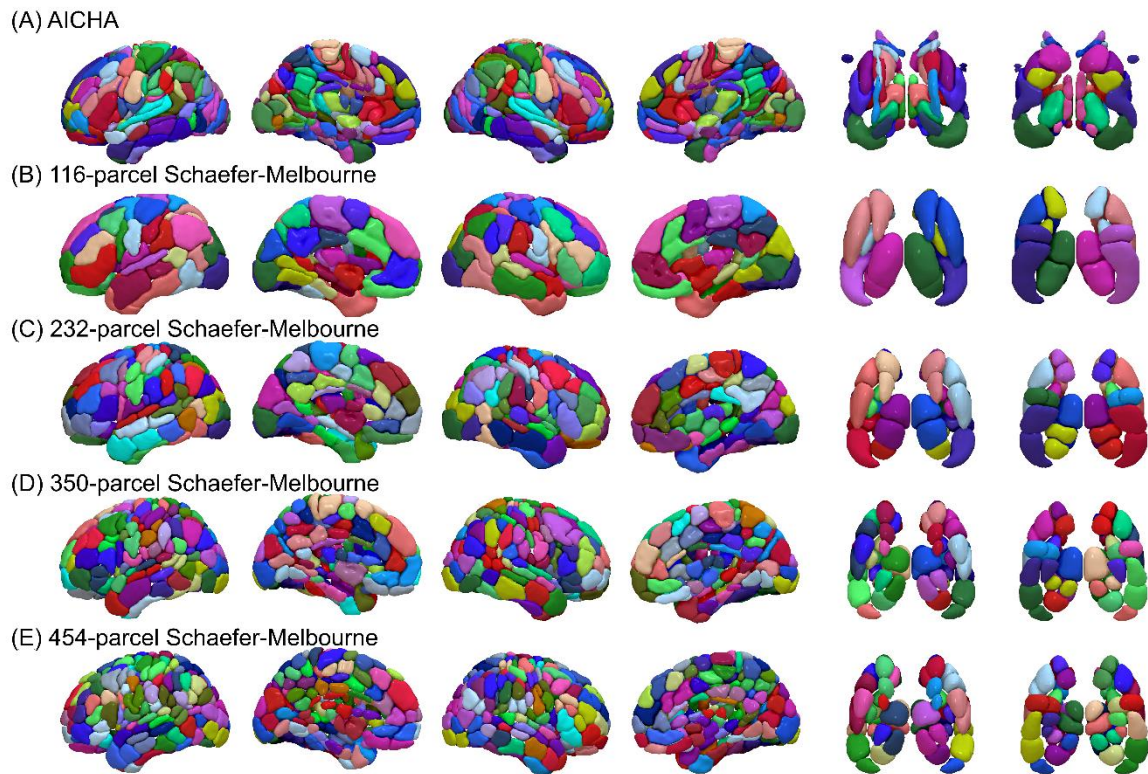 (A) AICHA
(B) 116-parcel Schaefer-Melbourne
(C) 232-parcel Schaefer-Melbourne
(D) 350-parcel Schaefer-Melbourne
(E) 454-parcel Schaefer-Melbourne